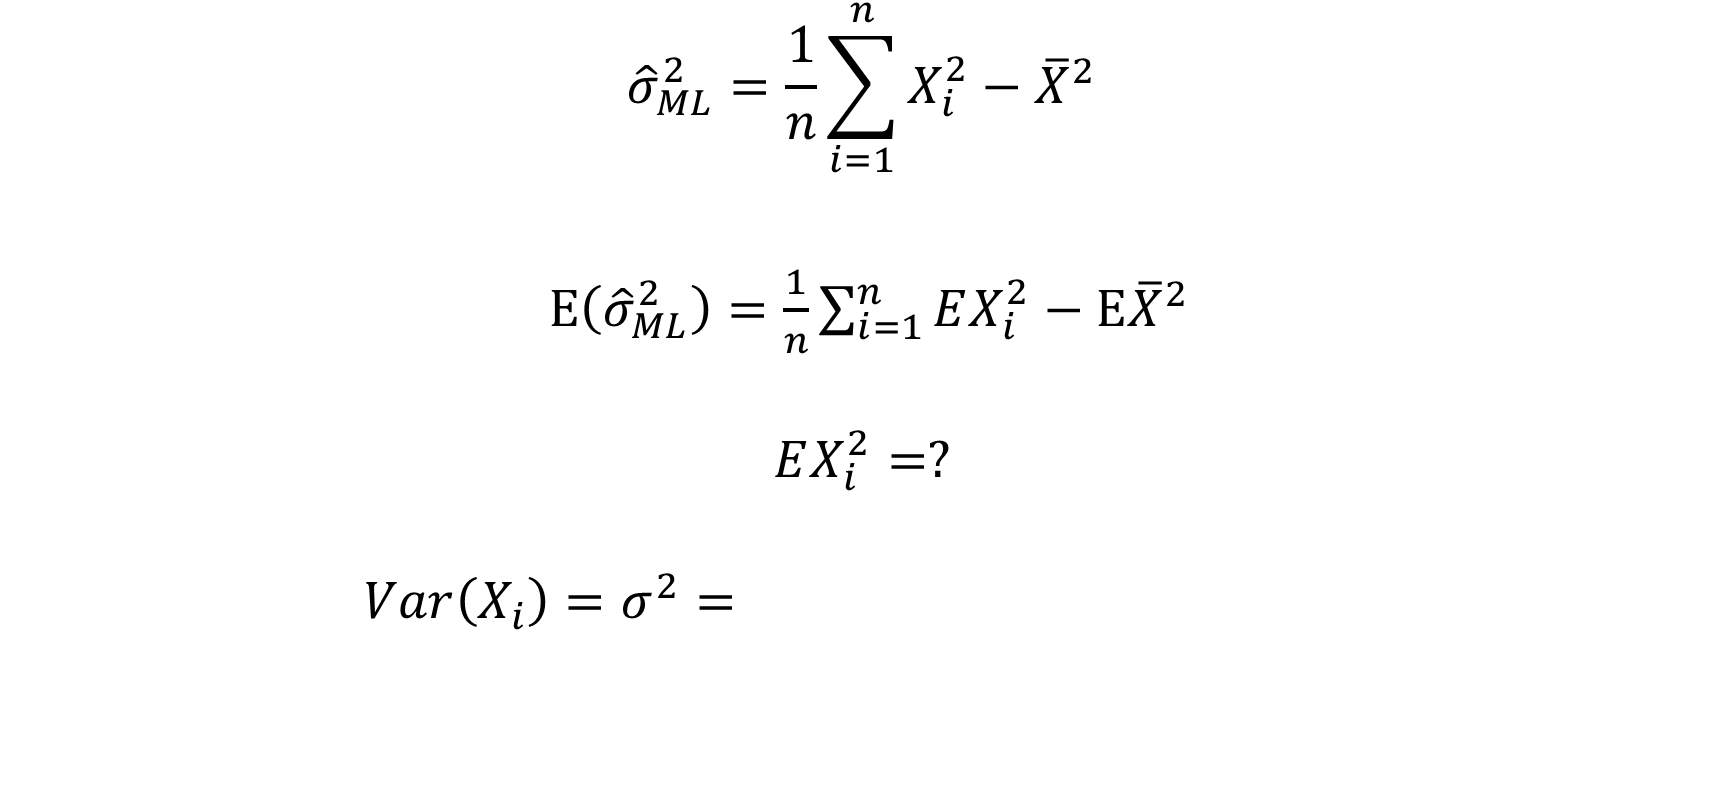 σ̂²_ML = 1/n ∑_{i=1}^{n} X_i² − X̄²
E(σ̂²_ML) = 1/n ∑_{i=1}^{n} EX_i² − EX̄²
EX_i² =?
Var(X_i) = σ² =